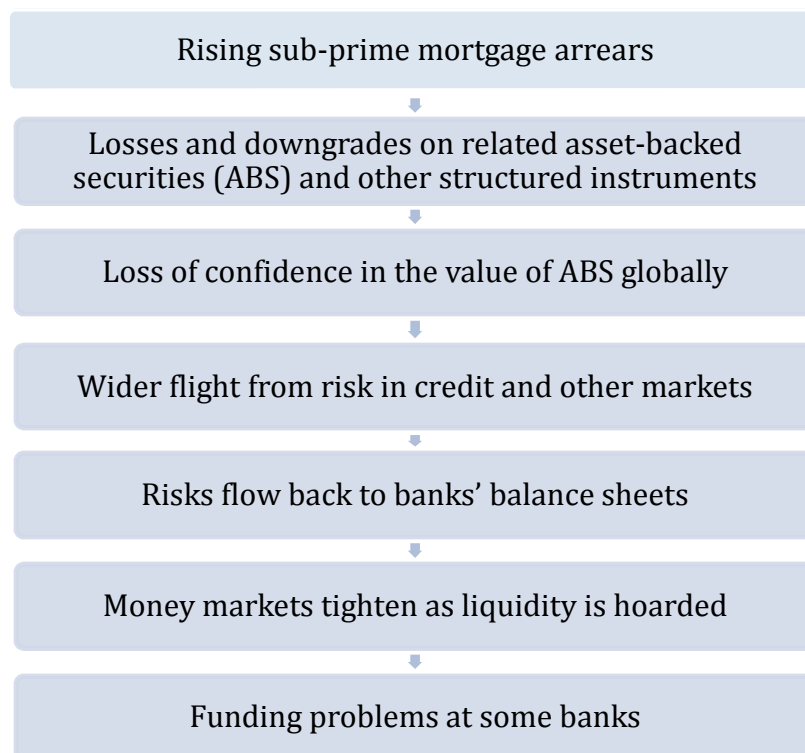 Rising sub-prime mortgage arrears
Losses and downgrades on related asset-backed
securities (ABS) and other structured instruments
Loss of confidence in the value of ABS globally
Wider flight from risk in credit and other markets
Risks flow back to banks’ balance sheets
Money markets tighten as liquidity is hoarded
Funding problems at some banks